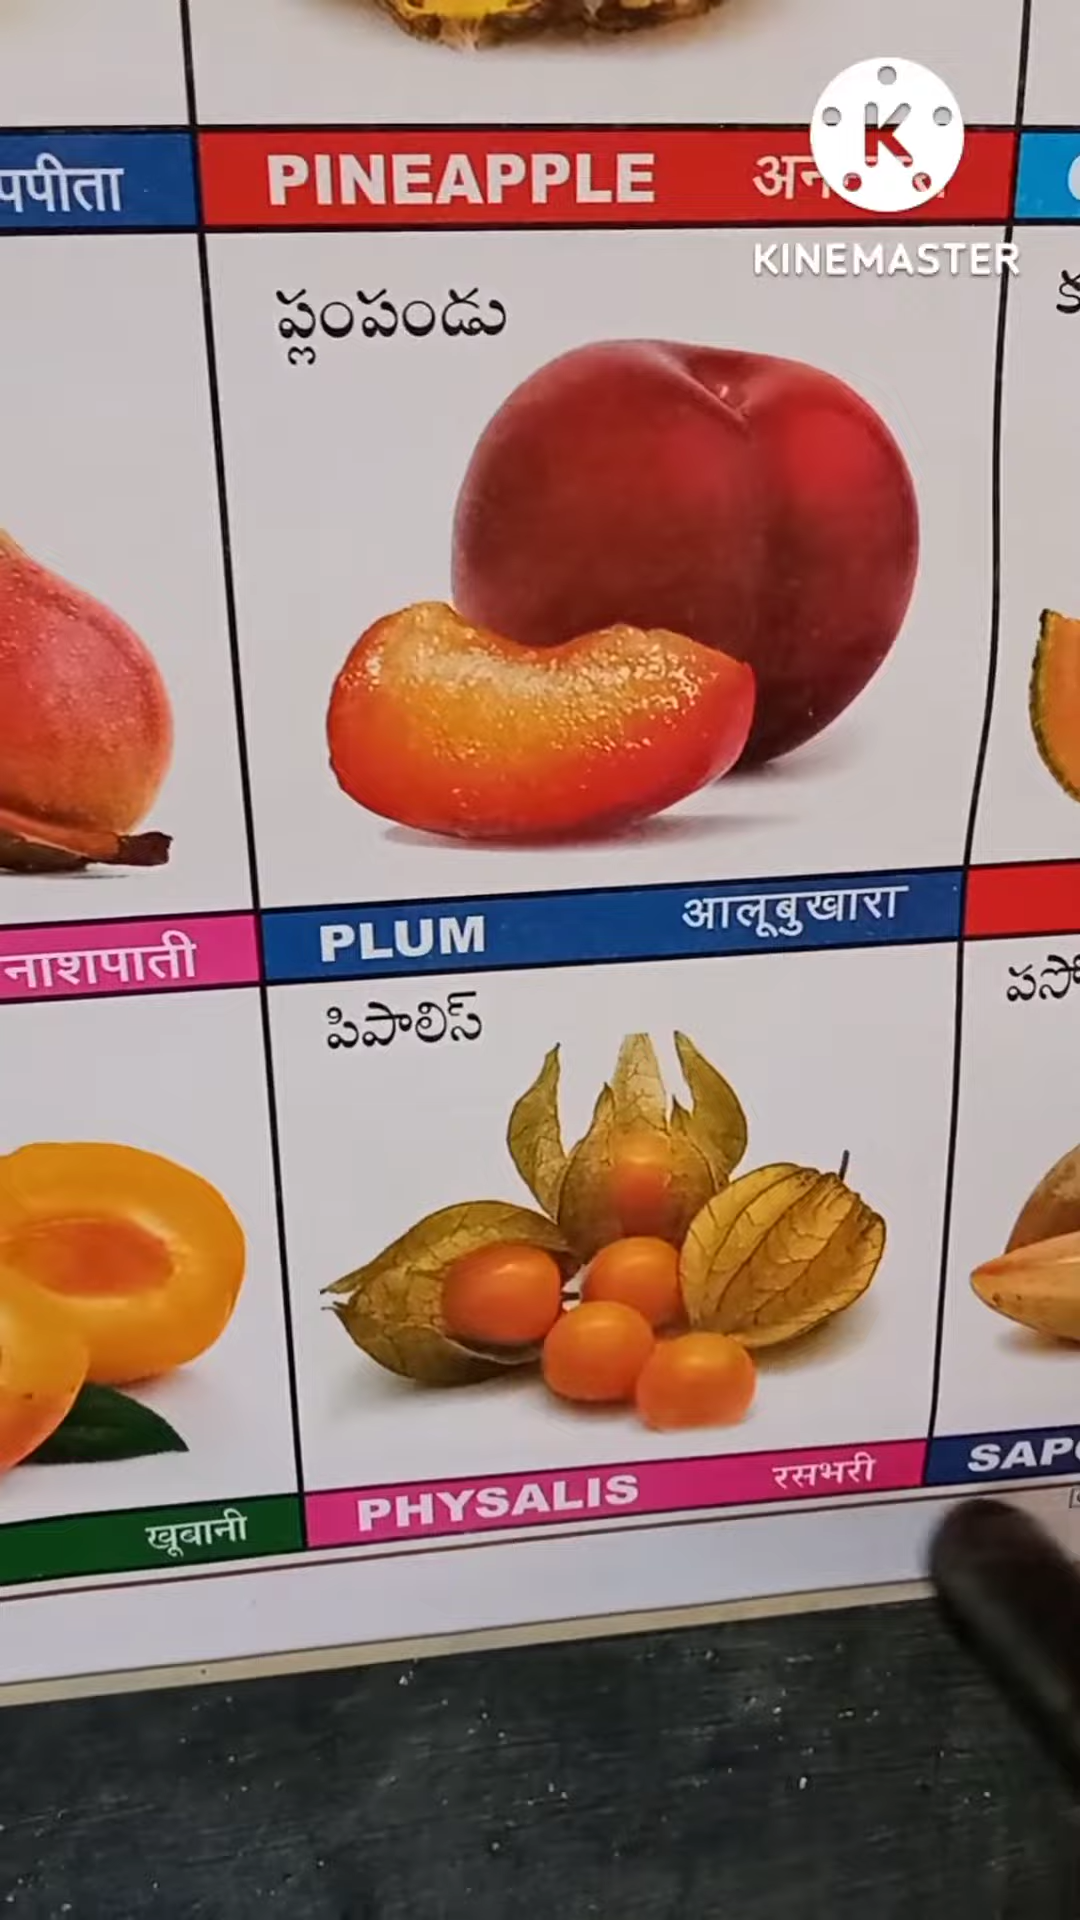 पपीता
PINEAPPLE
K
KINEMASTER
ప్లంపండు
PLUM आलूबुखारा
नाशपाती
పిపాలిస్
PHYSALIS रसभरी
खूबानी